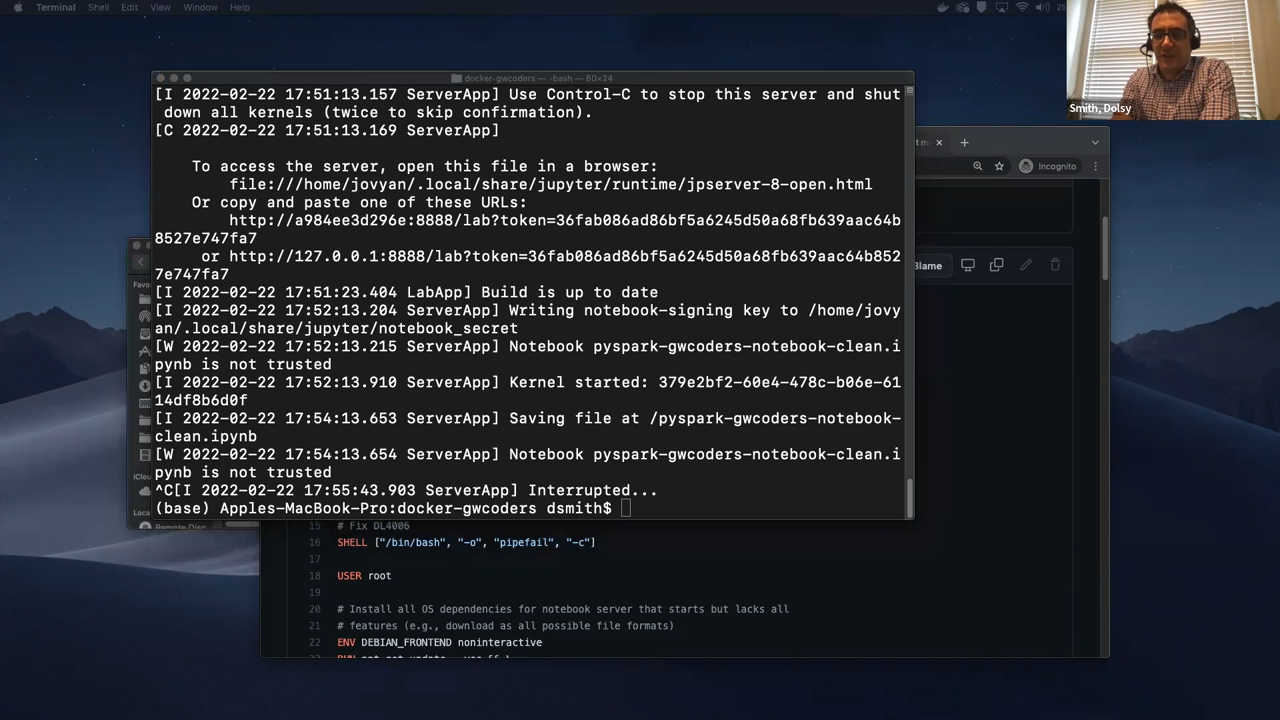 Terminal Shell Edit View Window Help
docker-gwcoders — -bash — 80×24
[I 2022-02-22 17:51:13.157 ServerApp] Use Control-C to stop this server and shut
down all kernels (twice to skip confirmation).
[C 2022-02-22 17:51:13.169 ServerApp]
To access the server, open this file in a browser:
file:///home/jovyan/.local/share/jupyter/runtime/jpserver-8-open.html
Or copy and paste one of these URLs:
http://a984ee3d296e:8888/lab?token=36fab086ad86bf5a6245d50a68fb639aac64b
8527e747fa7
or http://127.0.0.1:8888/lab?token=36fab086ad86bf5a6245d50a68fb639aac64b852
7e747fa7
[I 2022-02-22 17:51:23.404 LabApp] Build is up to date
[I 2022-02-22 17:52:13.204 ServerApp] Writing notebook-signing key to /home/jovy
an/.local/share/jupyter/notebook_secret
[W 2022-02-22 17:52:13.215 ServerApp] Notebook pyspark-gwcoders-notebook-clean.i
pynb is not trusted
[I 2022-02-22 17:52:13.910 ServerApp] Kernel started: 379e2bf2-60e4-478c-b06e-61
14df8b6d0f
[I 2022-02-22 17:54:13.653 ServerApp] Saving file at /pyspark-gwcoders-notebook-
clean.ipynb
[W 2022-02-22 17:54:13.654 ServerApp] Notebook pyspark-gwcoders-notebook-clean.i
pynb is not trusted
^C[I 2022-02-22 17:55:43.903 ServerApp] Interrupted...
(base) Apples-MacBook-Pro:docker-gwcoders dsmith$
Smith, Dolsy
Incognito
Blame
Favo
iCloud
Loca
Remote Disc
15 # Fix DL4006
16 SHELL ["/bin/bash", "-o", "pipefail", "-c"]
17
18 USER root
19
20 # Install all OS dependencies for notebook server that starts but lacks all
21 # features (e.g., download as all possible file formats)
22 ENV DEBIAN_FRONTEND noninteractive